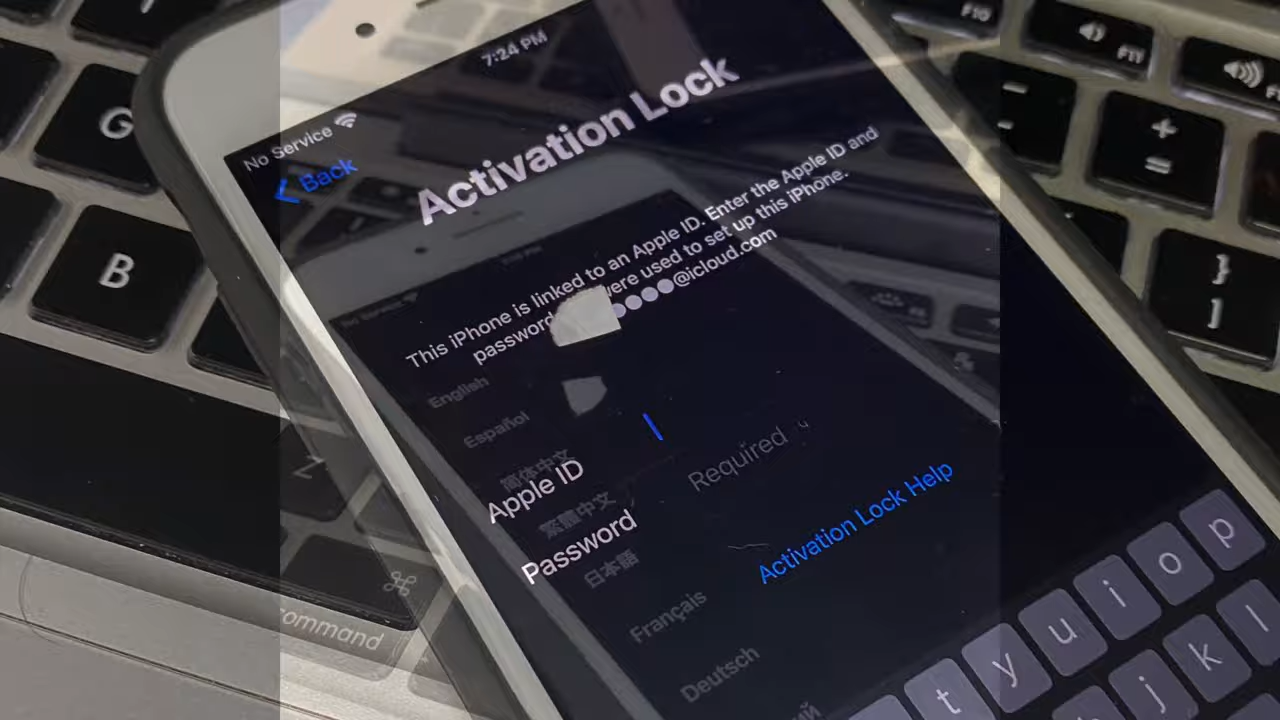 7:24 PM
No Service
Back
Activation Lock
This iPhone is linked to an Apple ID. Enter the Apple ID and
password were used to set up this iPhone.
●●●●@icloud.com
English
Español
简体中文
Apple ID
Required
繁體中文
Password
日本語
Activation Lock Help
Français
Deutsch
p
o
i
u
y
t
l
k
j
G
B
Z
⌘
command
F10
F11
-
+
=
}
]